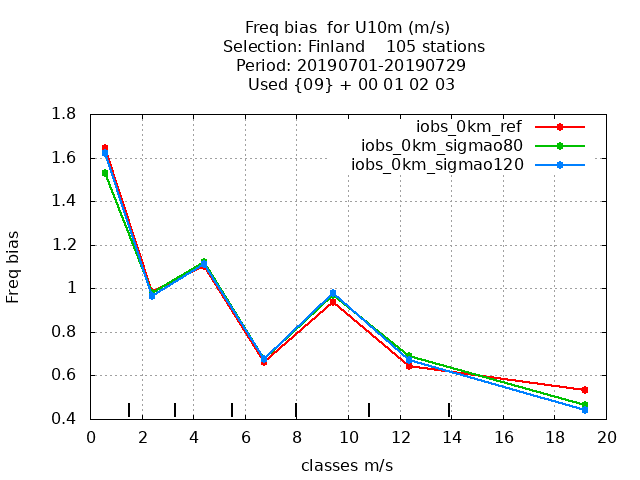 Freq bias  for U10m (m/s)
Selection: Finland    105 stations
Period: 20190701-20190729
Used {09} + 00 01 02 03
iobs_0km_ref
iobs_0km_sigmao80
iobs_0km_sigmao120
Freq bias
1.8
1.6
1.4
1.2
1
0.8
0.6
0.4
0 2 4 6 8 10 12 14 16 18 20
classes m/s